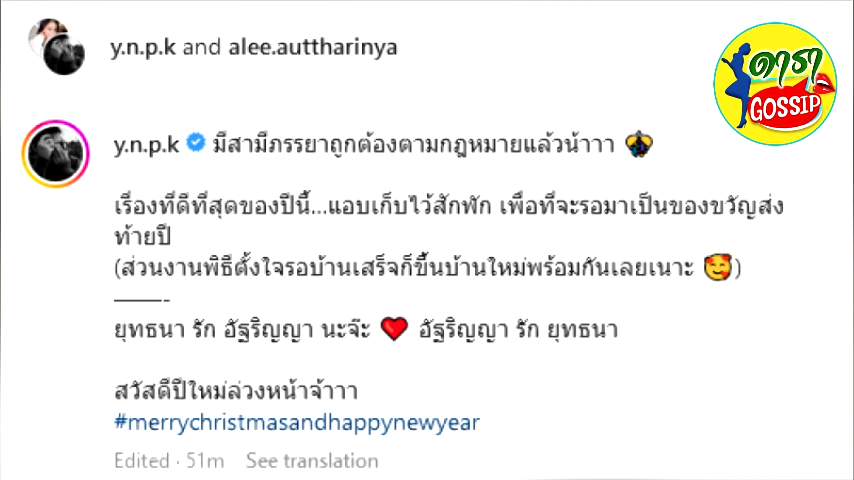 y.n.p.k and alee.auttharinya
ดารา
GOSSIP
y.n.p.k มีสามีภรรยาถูกต้องตามกฎหมายแล้วน้าาา
เรื่องที่ดีที่สุดของปีนี้...แอบเก็บไว้สักพัก เพื่อที่จะรอมาเป็นของขวัญส่ง
ท้ายปี
(ส่วนงานพิธีตั้งใจรอบ้านเสร็จก็ขึ้นบ้านใหม่พร้อมกันเลยเนาะ 🥰)
——-
ยุทธนา รัก อัฐริญญา นะจ๊ะ ❤️ อัฐริญญา รัก ยุทธนา
สวัสดีปีใหม่ล่วงหน้าจ้าาา
#merrychristmasandhappynewyear
Edited · 51m See translation